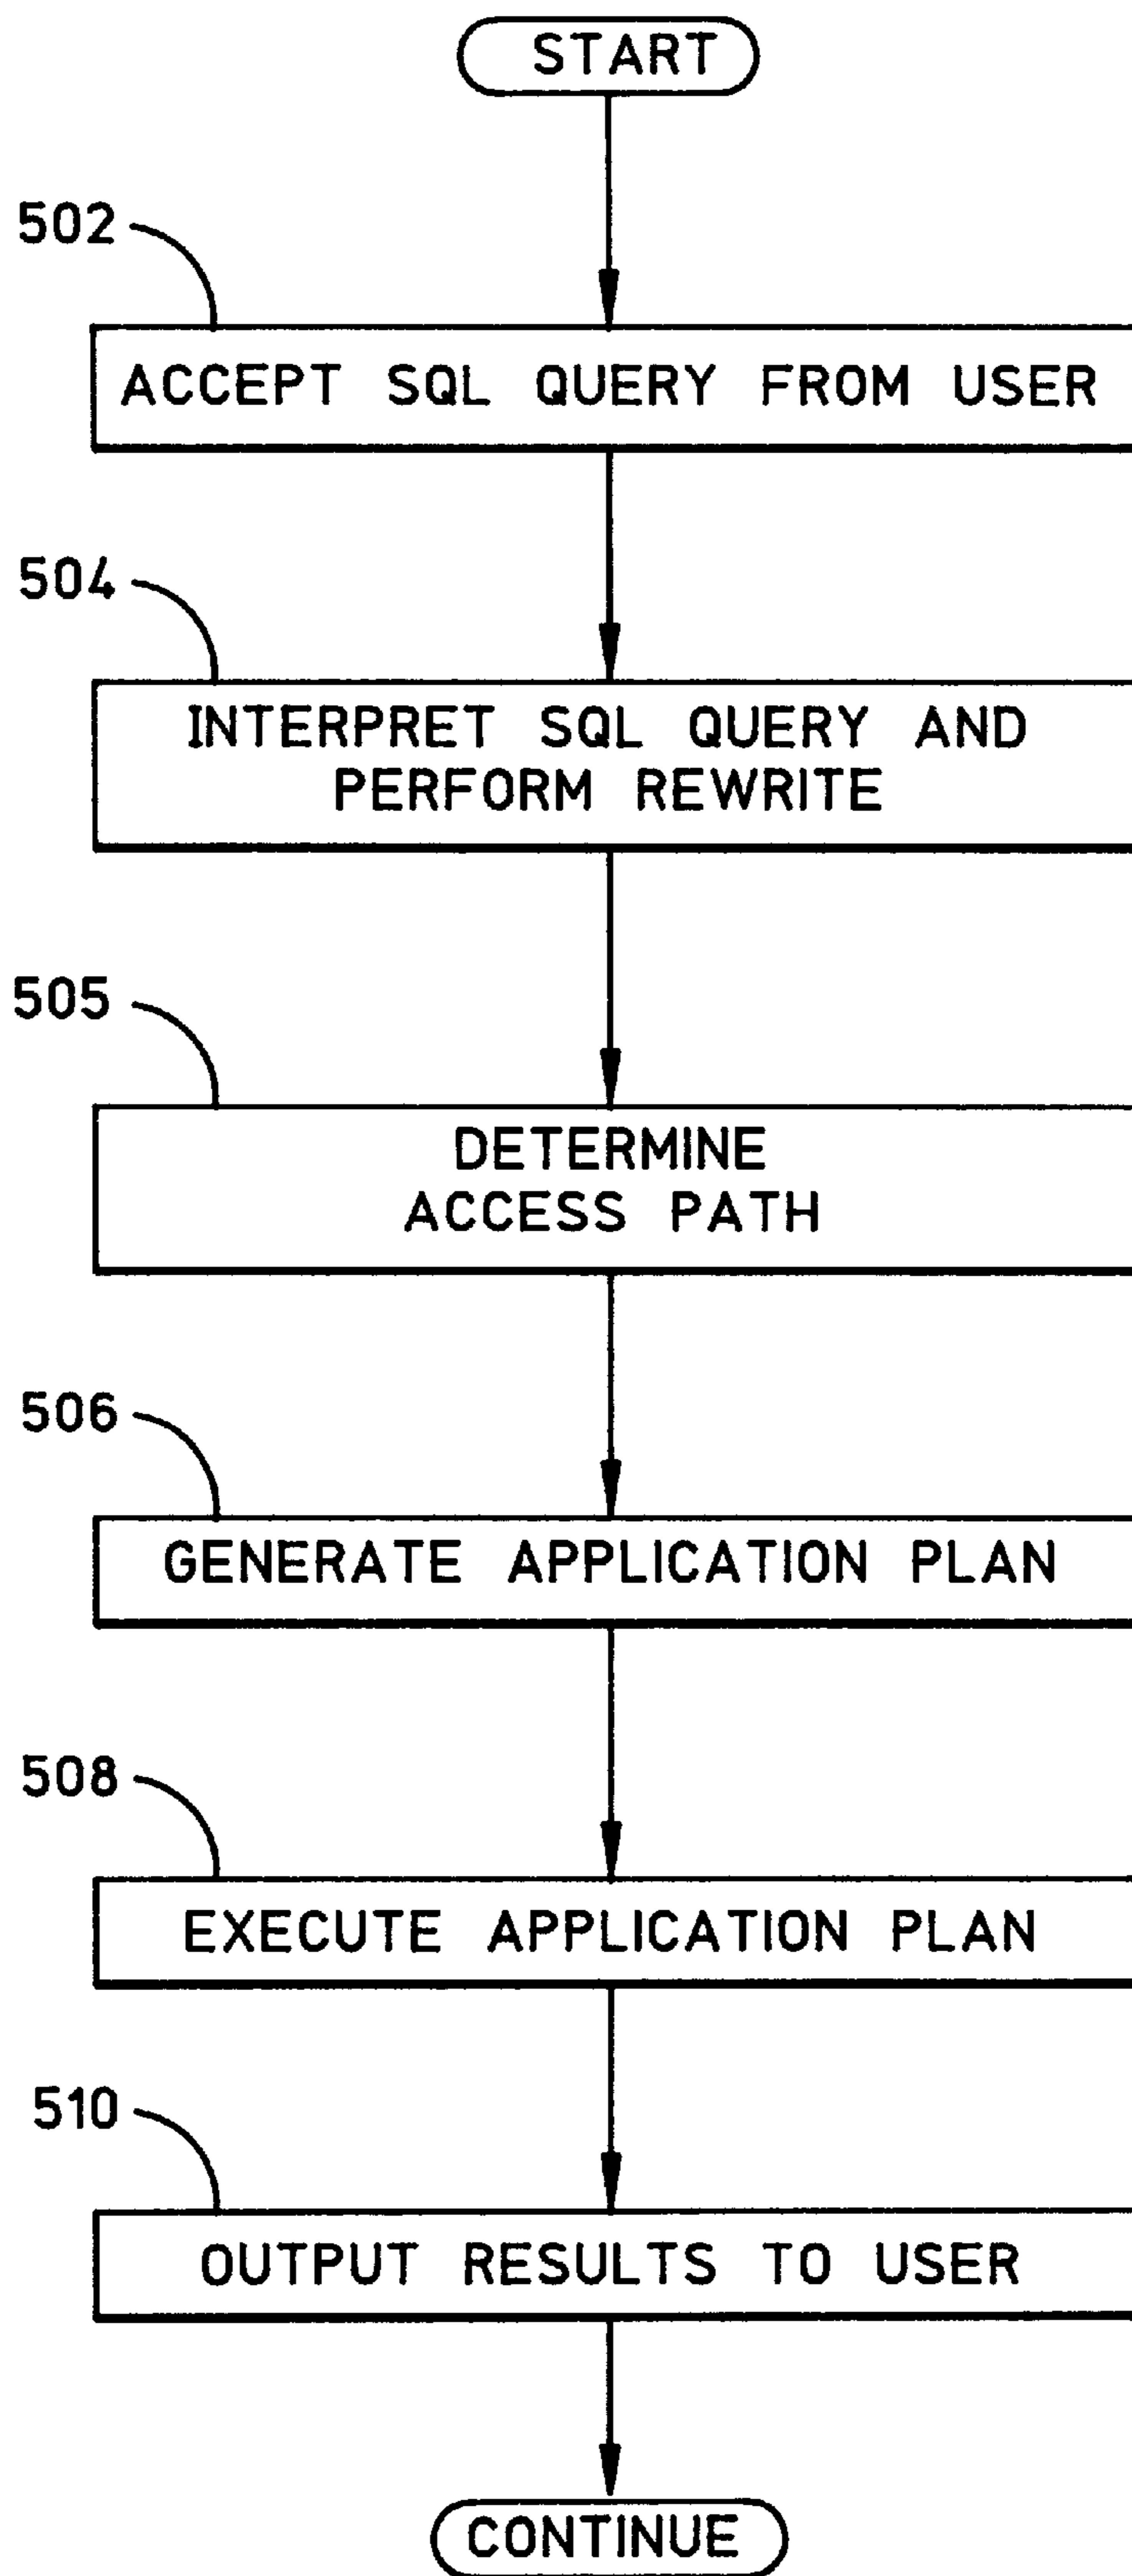 START
502
ACCEPT SQL QUERY FROM USER
504
INTERPRET SQL QUERY AND
PERFORM REWRITE
505
DETERMINE
ACCESS PATH
506
GENERATE APPLICATION PLAN
508
EXECUTE APPLICATION PLAN
510
OUTPUT RESULTS TO USER
CONTINUE